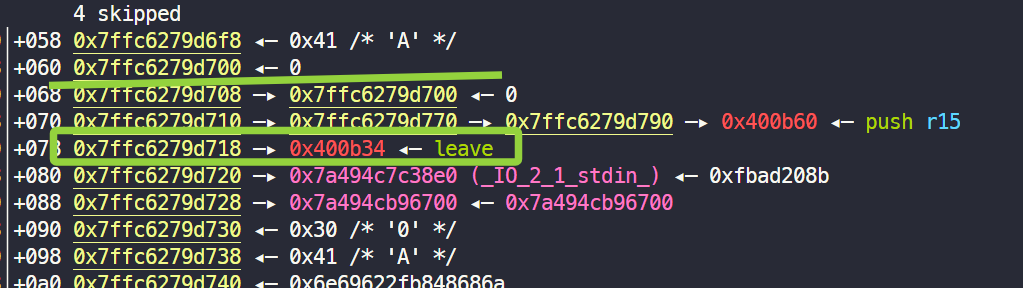 4 skipped
+058 0x7ffc6279d6f8 ◂— 0x41 /* 'A' */
+060 0x7ffc6279d700 ◂— 0
+068 0x7ffc6279d708 —▸ 0x7ffc6279d700 ◂— 0
+070 0x7ffc6279d710 —▸ 0x7ffc6279d770 —▸ 0x7ffc6279d790 —▸ 0x400b60 ◂— push r15
+078 0x7ffc6279d718 —▸ 0x400b34 ◂— leave
+080 0x7ffc6279d720 —▸ 0x7a494c7c38e0 (_IO_2_1_stdin_) ◂— 0xfbad208b
+088 0x7ffc6279d728 —▸ 0x7a494cb96700 ◂— 0x7a494cb96700
+090 0x7ffc6279d730 ◂— 0x30 /* '0' */
+098 0x7ffc6279d738 ◂— 0x41 /* 'A' */
+0a0 0x7ffc6279d740 ◂— 0x6e69622fb848686a